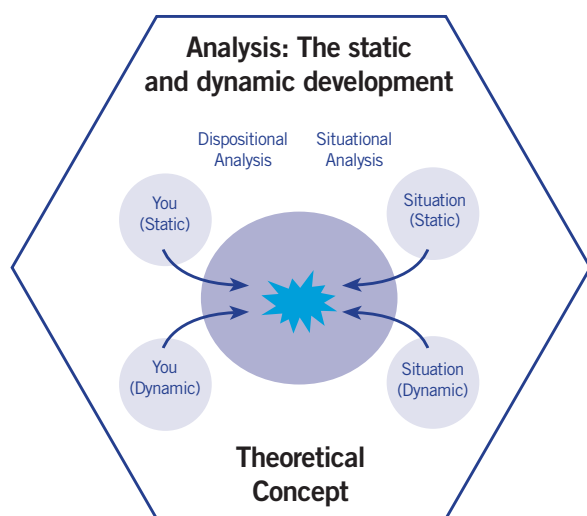 Analysis: The static
and dynamic development
Dispositional
Analysis
Situational
Analysis
You
(Static)
Situation
(Static)
You
(Dynamic)
Situation
(Dynamic)
Theoretical
Concept